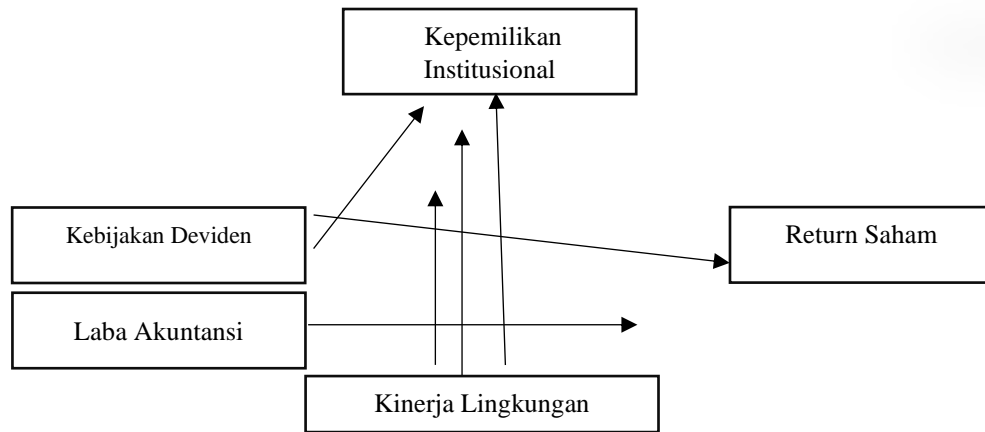 Kepemilikan
Institusional
Kebijakan Deviden
Return Saham
Laba Akuntansi
Kinerja Lingkungan